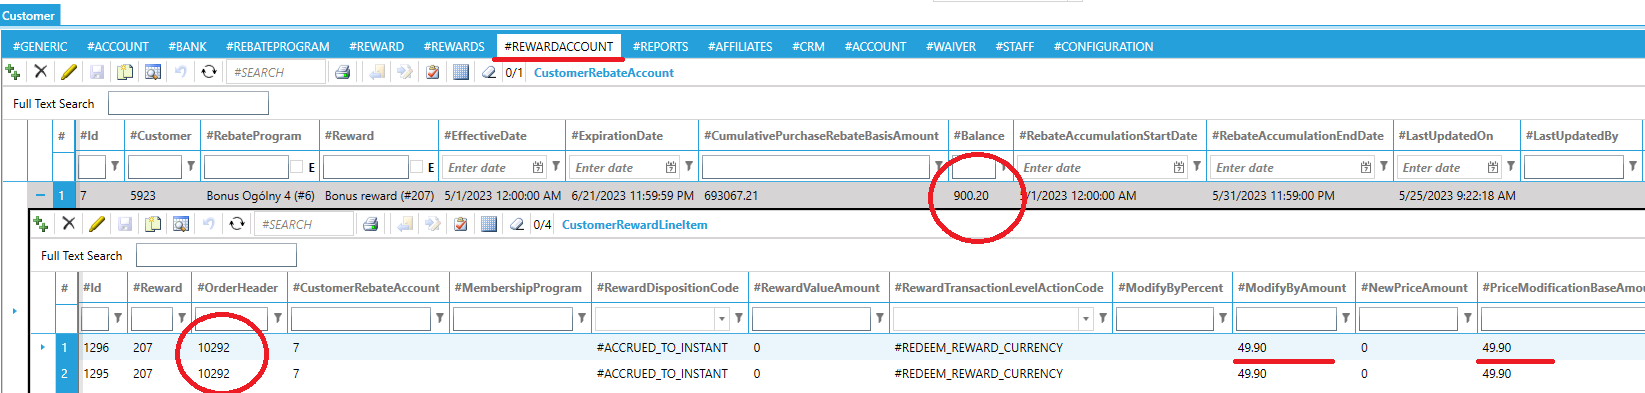 Customer
#GENERIC #ACCOUNT #BANK #REBATEPROGRAM #REWARD #REWARDS #REWARDACCOUNT #REPORTS #AFFILIATES #CRM #ACCOUNT #WAIVER #STAFF #CONFIGURATION
#SEARCH 0/1 CustomerRebateAccount
Full Text Search
# #Id #Customer #RebateProgram #Reward #EffectiveDate #ExpirationDate #CumulativePurchaseRebateBasisAmount #Balance #RebateAccumulationStartDate #RebateAccumulationEndDate #LastUpdatedOn #LastUpdatedBy
E E Enter date Enter date Enter date Enter date Enter date
1 7 5923 Bonus Ogólny 4 (#6) Bonus reward (#207) 5/1/2023 12:00:00 AM 6/21/2023 11:59:59 PM 693067.21 900.20 /1/2023 12:00:00 AM 5/31/2023 11:59:00 PM 5/25/2023 9:22:18 AM
#SEARCH 0/4 CustomerRewardLineItem
Full Text Search
# #Id #Reward #OrderHeader #CustomerRebateAccount #MembershipProgram #RewardDispositionCode #RewardValueAmount #RewardTransactionLevelActionCode #ModifyByPercent #ModifyByAmount #NewPriceAmount #PriceModificationBaseAmou
1 1296 207 10292 7 #ACCRUED_TO_INSTANT 0 #REDEEM_REWARD_CURRENCY 49.90 0 49.90
2 1295 207 10292 7 #ACCRUED_TO_INSTANT 0 #REDEEM_REWARD_CURRENCY 49.90 0 49.90